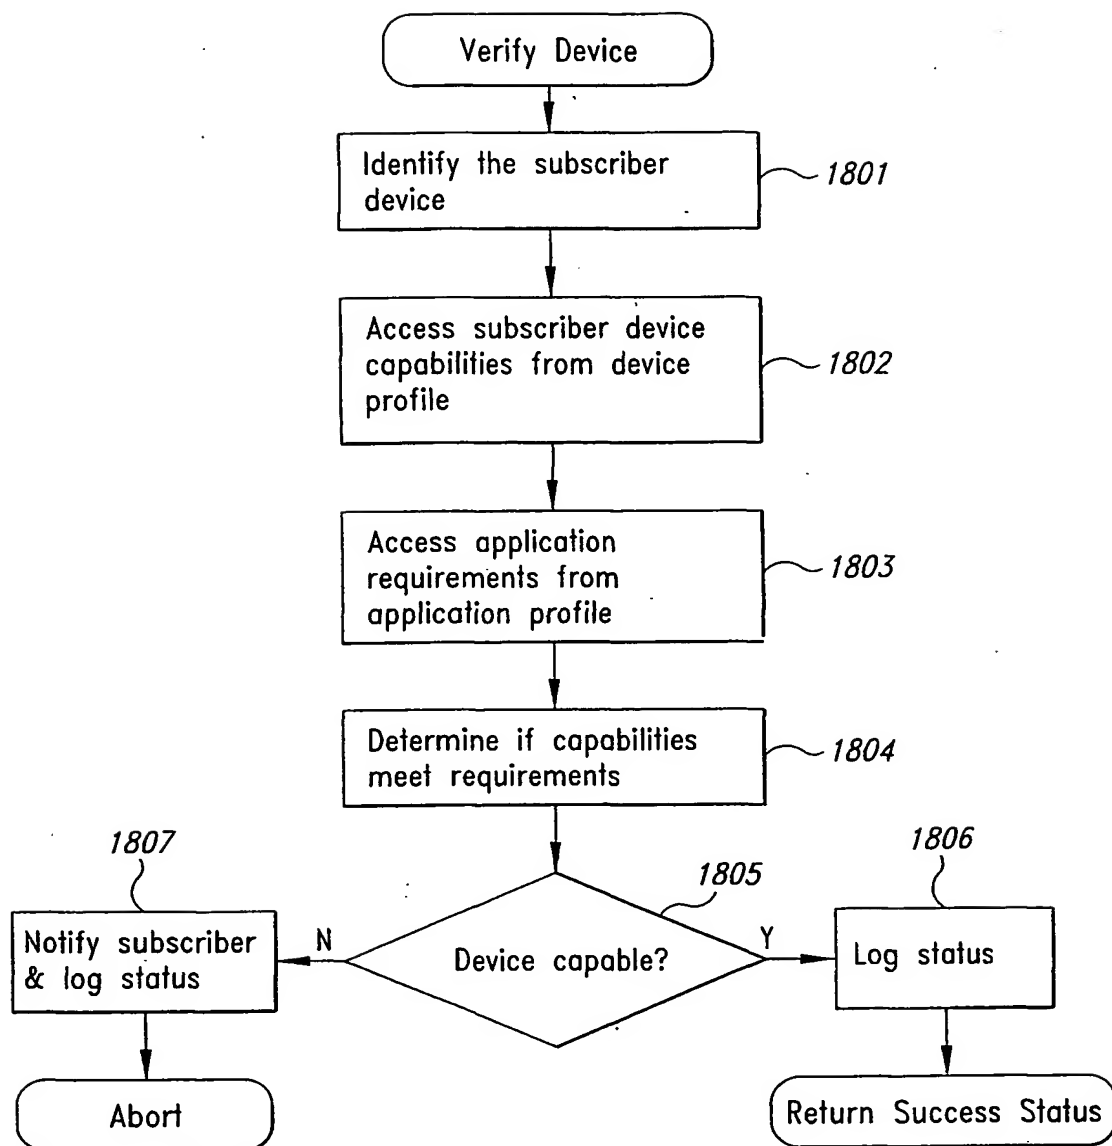 Verify Device
Identify the subscriber
device
1801
Access subscriber device
capabilities from device
profile
1802
Access application
requirements from
application profile
1803
Determine if capabilities
meet requirements
1804
1807
1805
1806
Notify subscriber
& log status
N
Device capable?
Y
Log status
Abort
Return Success Status